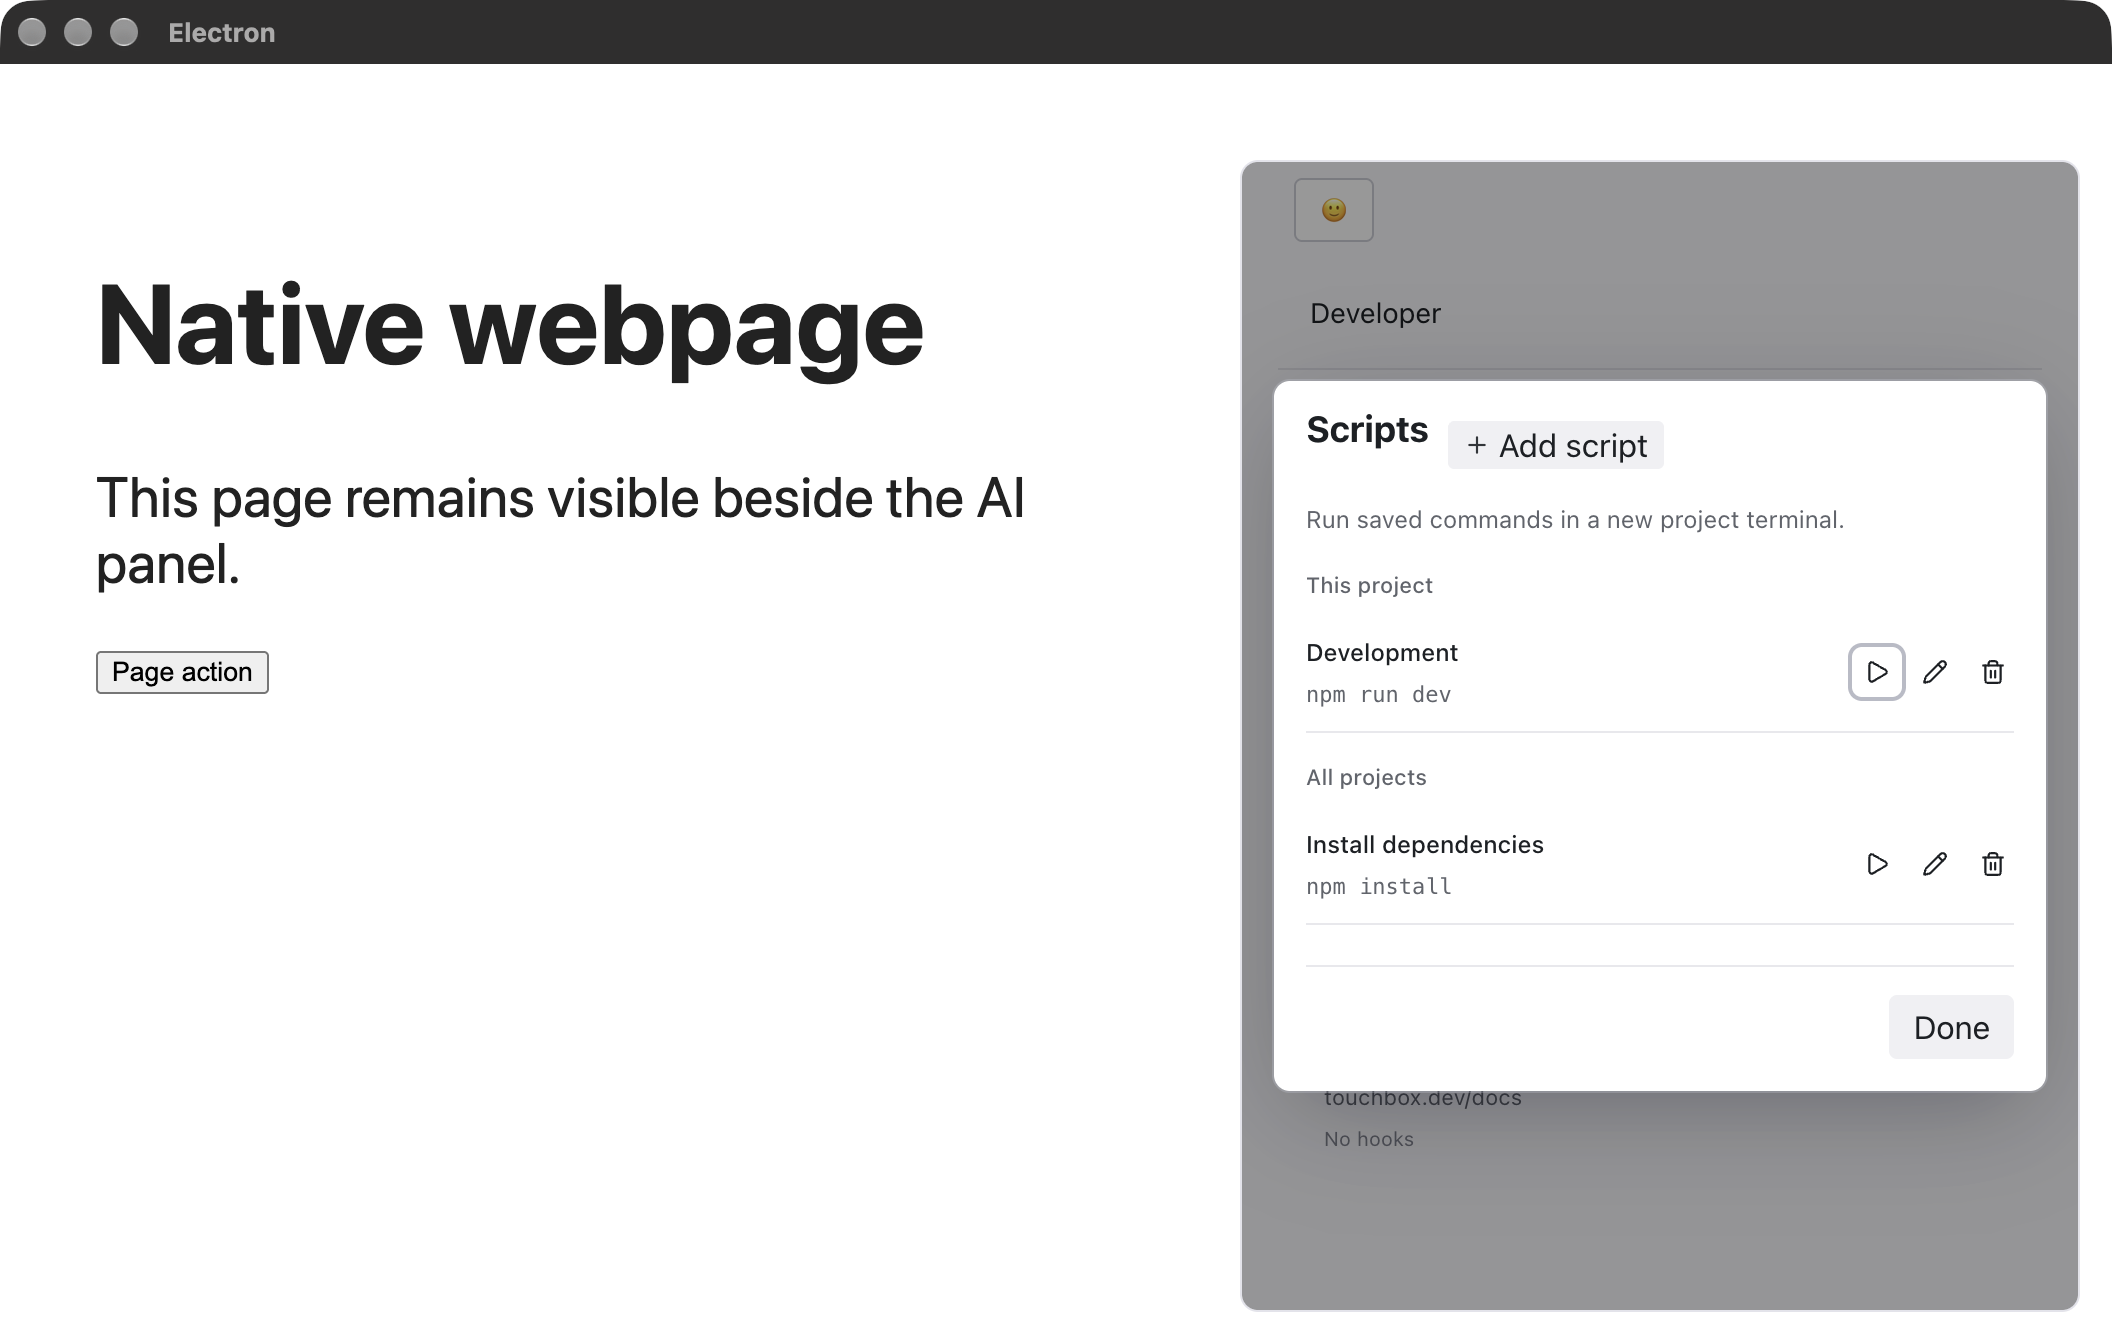 Electron
Native webpage
This page remains visible beside the AI
panel.
Page action
Developer
Scripts
+ Add script
Run saved commands in a new project terminal.
This project
Development
npm run dev
All projects
Install dependencies
npm install
Done
touchbox.dev/docs
No hooks